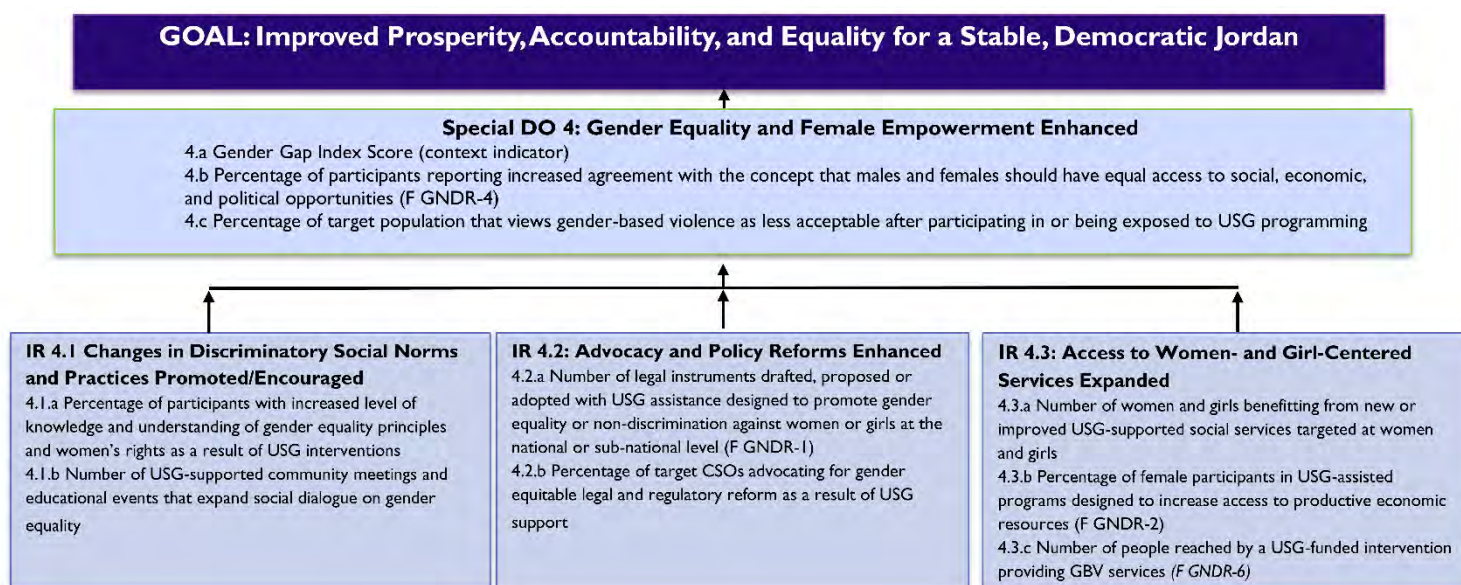 GOAL: Improved Prosperity, Accountability, and Equality for a Stable, Democratic Jordan
Special DO 4: Gender Equality and Female Empowerment Enhanced
4.a Gender Gap Index Score (context indicator)
4.b Percentage of participants reporting increased agreement with the concept that males and females should have equal access to social, economic,
and political opportunities (F GNDR-4)
4.c Percentage of target population that views gender-based violence as less acceptable after participating in or being exposed to USG programming
IR 4.1 Changes in Discriminatory Social Norms
and Practices Promoted/Encouraged
4.1.a Percentage of participants with increased level of
knowledge and understanding of gender equality principles
and women's rights as a result of USG interventions
4.1.b Number of USG-supported community meetings and
educational events that expand social dialogue on gender
equality
IR 4.2: Advocacy and Policy Reforms Enhanced
4.2.a Number of legal instruments drafted, proposed or
adopted with USG assistance designed to promote gender
equality or non-discrimination against women or girls at the
national or sub-national level (F GNDR-1)
4.2.b Percentage of target CSOs advocating for gender
equitable legal and regulatory reform as a result of USG
support
IR 4.3: Access to Women- and Girl-Centered
Services Expanded
4.3.a Number of women and girls benefitting from new or
improved USG-supported social services targeted at women
and girls
4.3.b Percentage of female participants in USG-assisted
programs designed to increase access to productive economic
resources (F GNDR-2)
4.3.c Number of people reached by a USG-funded intervention
providing GBV services (F GNDR-6)